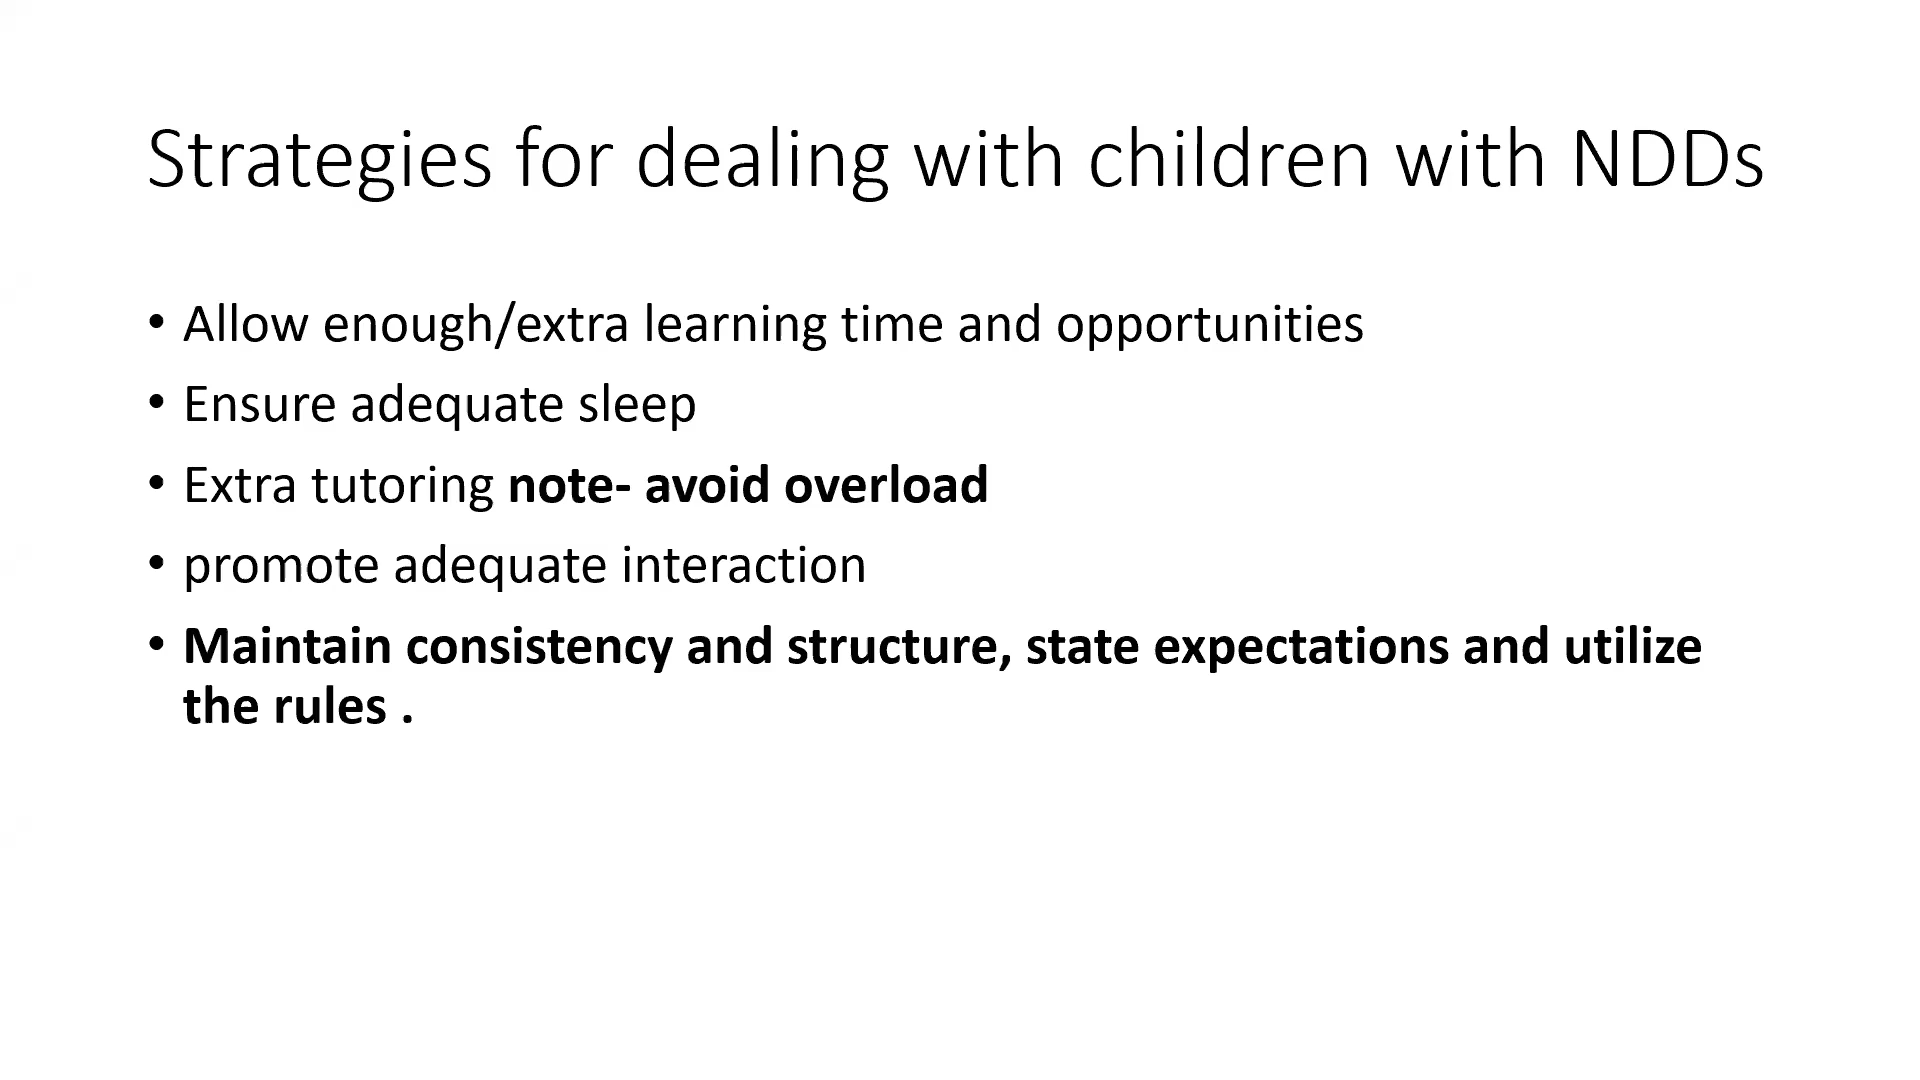 Strategies for dealing with children with NDDs
• Allow enough/extra learning time and opportunities
• Ensure adequate sleep
• Extra tutoring note- avoid overload
• promote adequate interaction
• Maintain consistency and structure, state expectations and utilize
the rules .